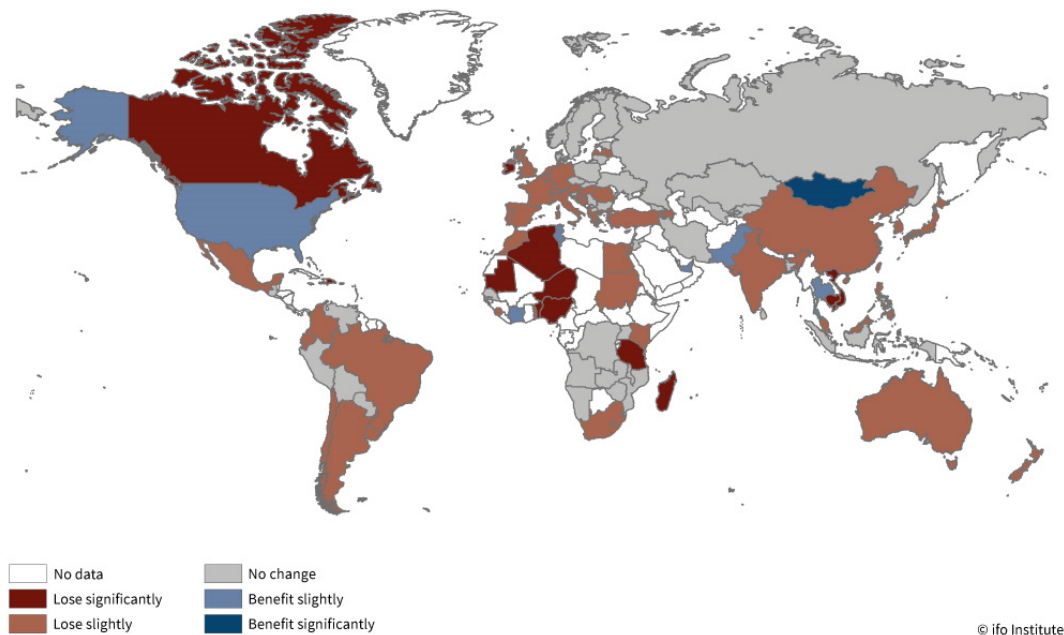 No data
No change
Lose significantly
Benefit slightly
Lose slightly
Benefit significantly
© ifo Institute